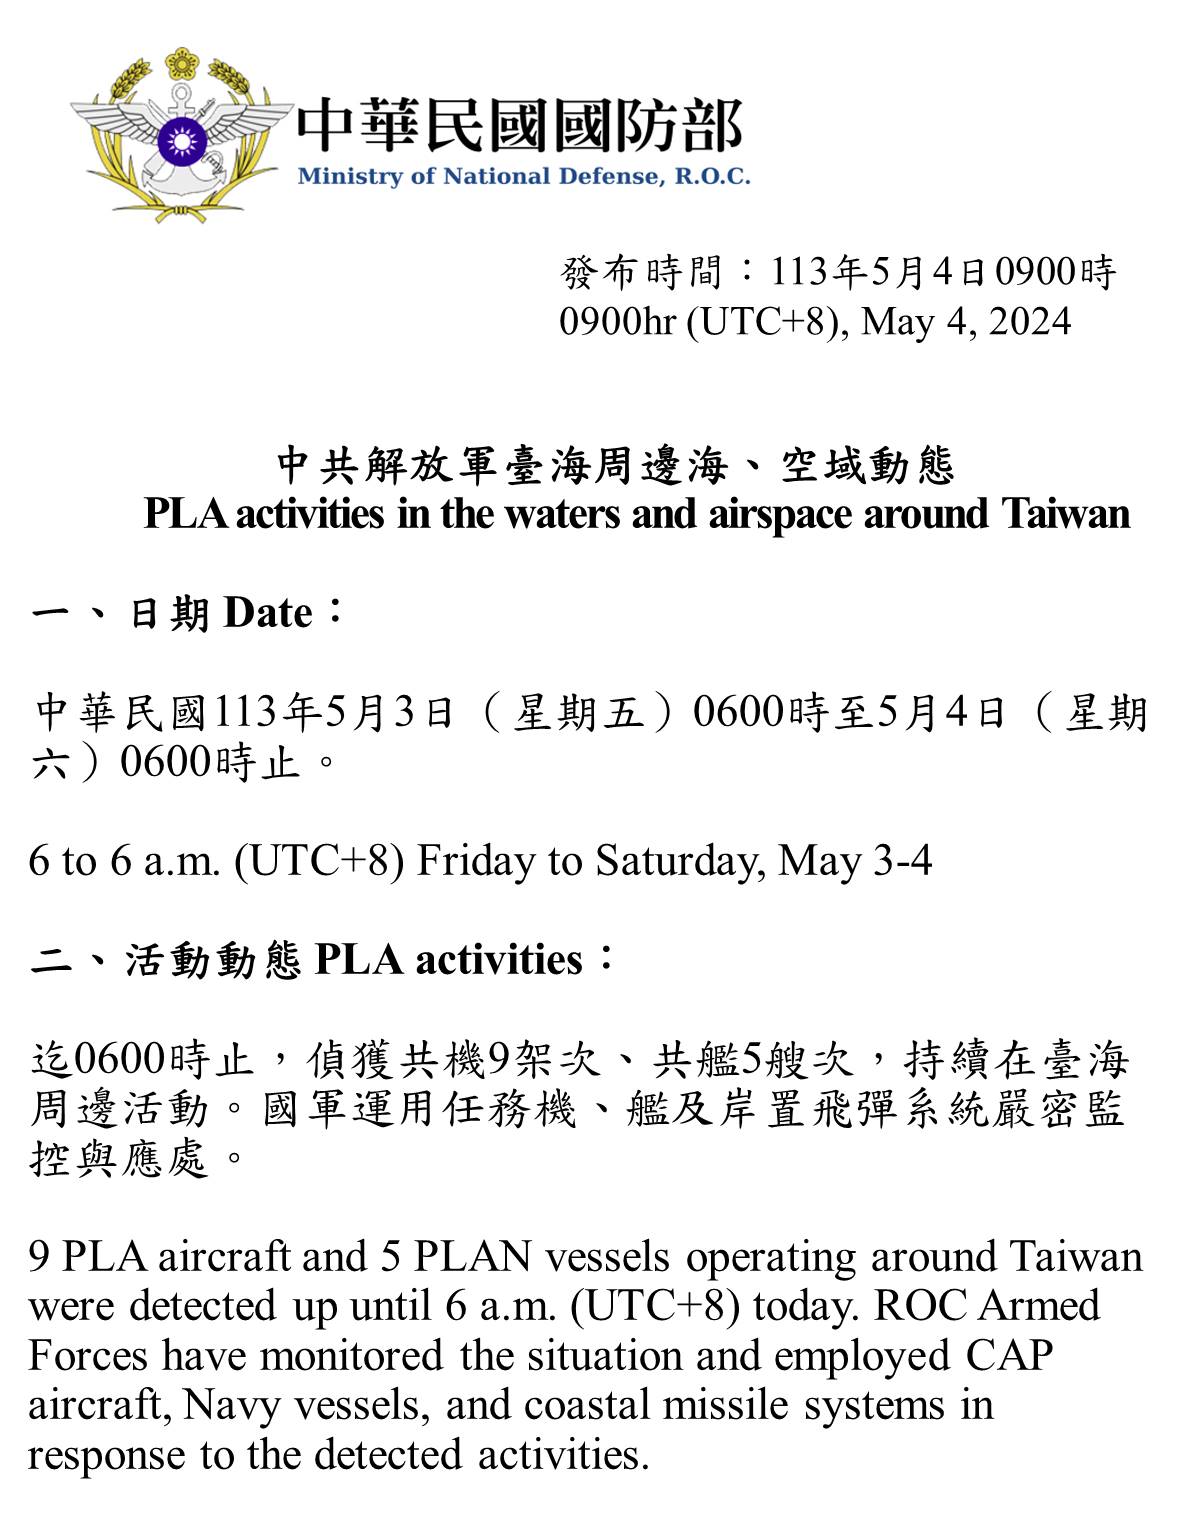 中華民國國防部
Ministry of National Defense, R.O.C.
發布時間：113年5月4日0900時
0900hr (UTC+8), May 4, 2024
中共解放軍臺海周邊海、空域動態
PLA activities in the waters and airspace around Taiwan
一、日期 Date：
中華民國113年5月3日（星期五）0600時至5月4日（星期
六）0600時止。
6 to 6 a.m. (UTC+8) Friday to Saturday, May 3-4
二、活動動態 PLA activities：
迄0600時止，偵獲共機9架次、共艦5艘次，持續在臺海
周邊活動。國軍運用任務機、艦及岸置飛彈系統嚴密監
控與應處。
9 PLA aircraft and 5 PLAN vessels operating around Taiwan
were detected up until 6 a.m. (UTC+8) today. ROC Armed
Forces have monitored the situation and employed CAP
aircraft, Navy vessels, and coastal missile systems in
response to the detected activities.